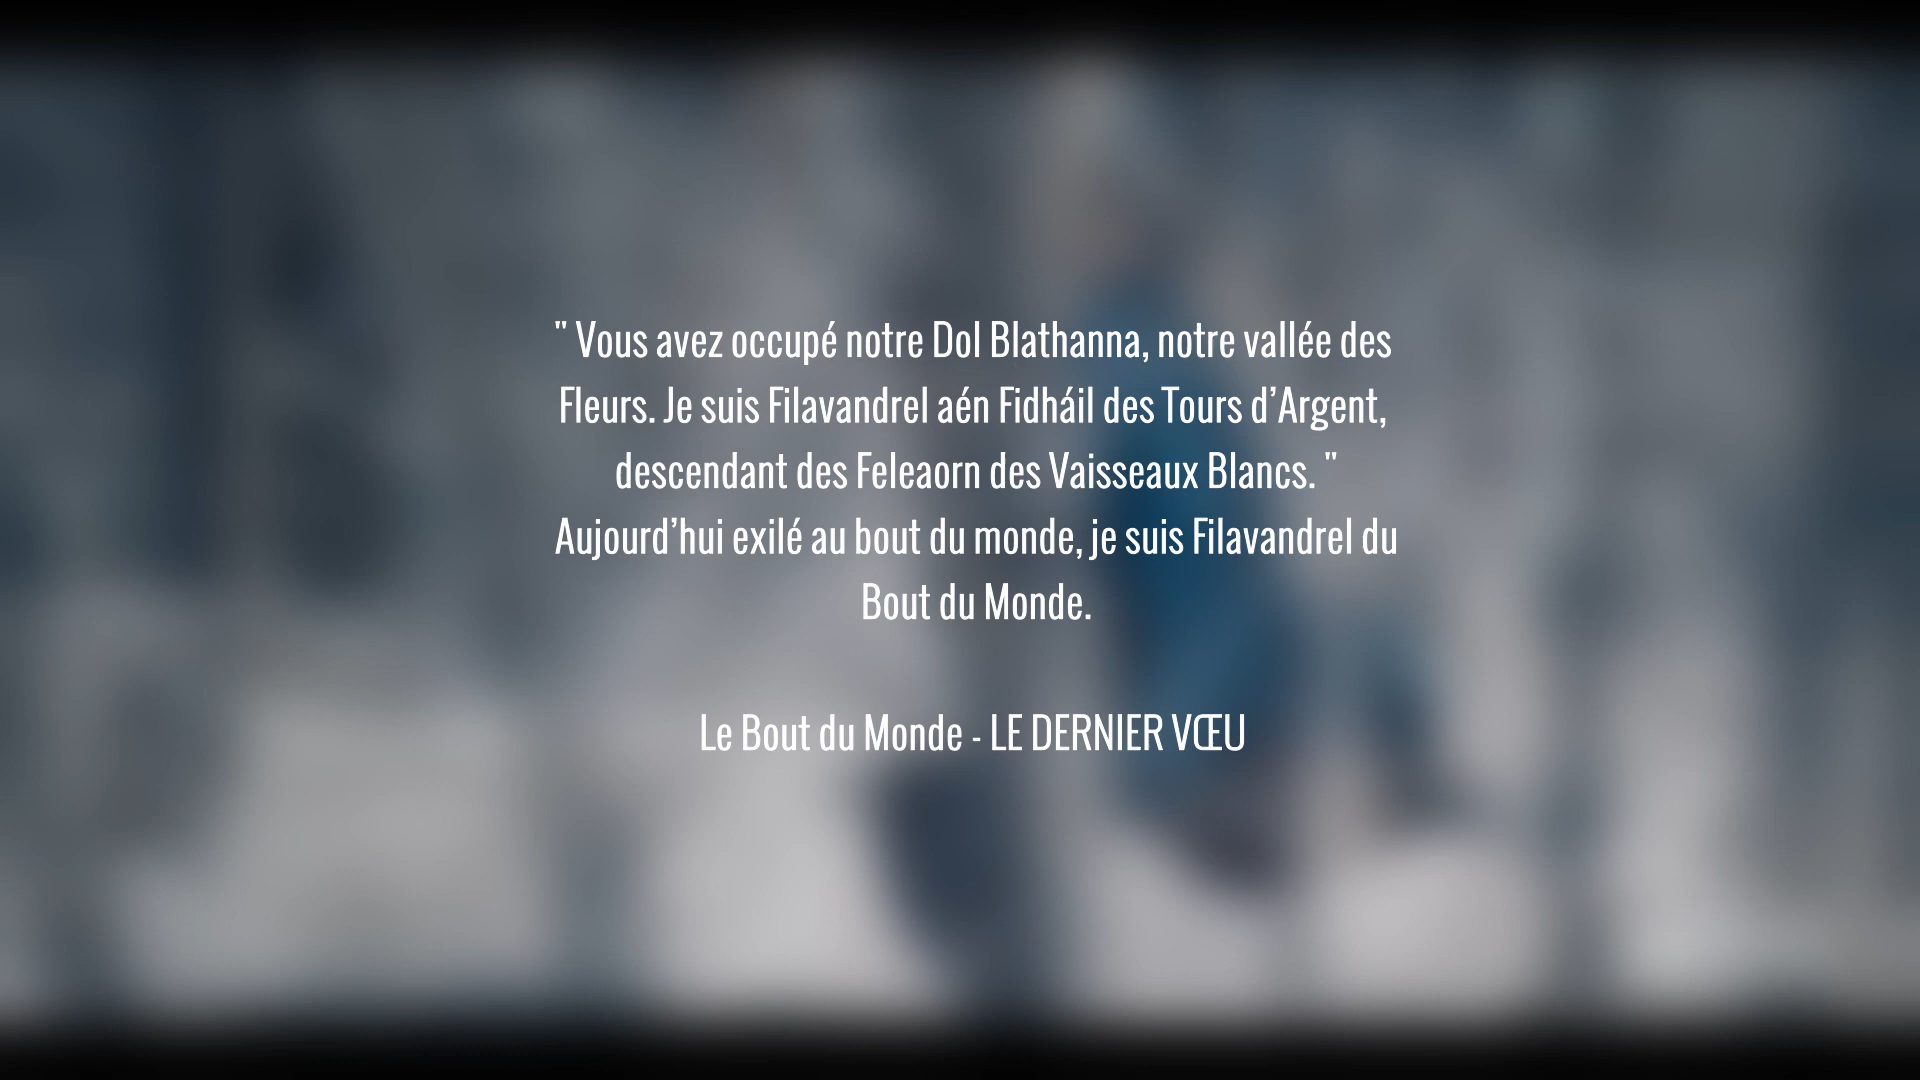 " Vous avez occupé notre Dol Blathanna, notre vallée des
Fleurs. Je suis Filavandrel aén Fidháil des Tours d’Argent,
descendant des Feleaorn des Vaisseaux Blancs. "
Aujourd’hui exilé au bout du monde, je suis Filavandrel du
Bout du Monde.
Le Bout du Monde - LE DERNIER VŒU